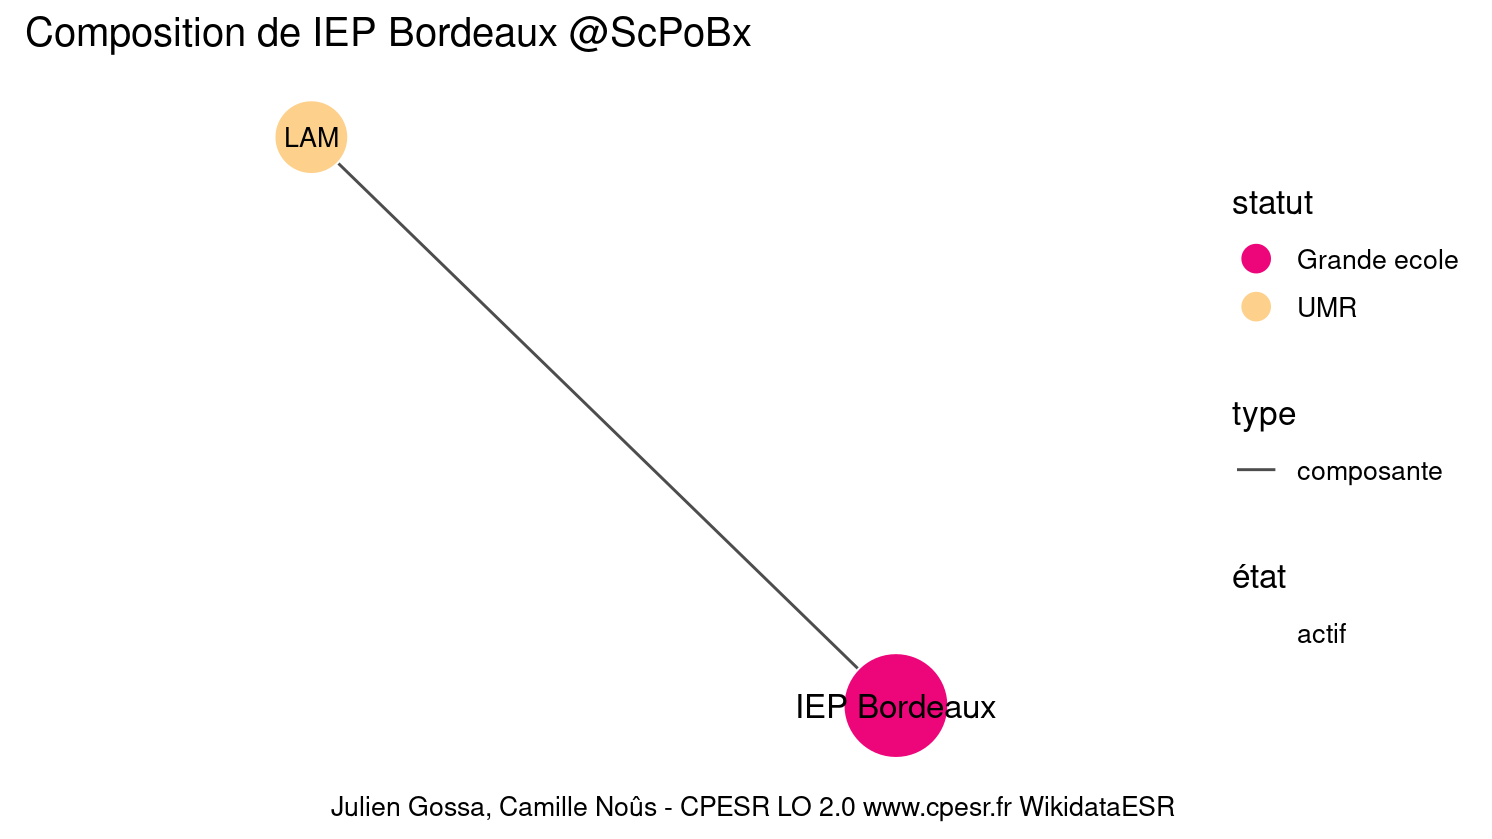 Composition de IEP Bordeaux @ScPoBx
LAM
statut
Grande ecole
UMR
type
composante
état
actif
IEP Bordeaux
Julien Gossa, Camille Noûs - CPESR LO 2.0 www.cpesr.fr WikidataESR